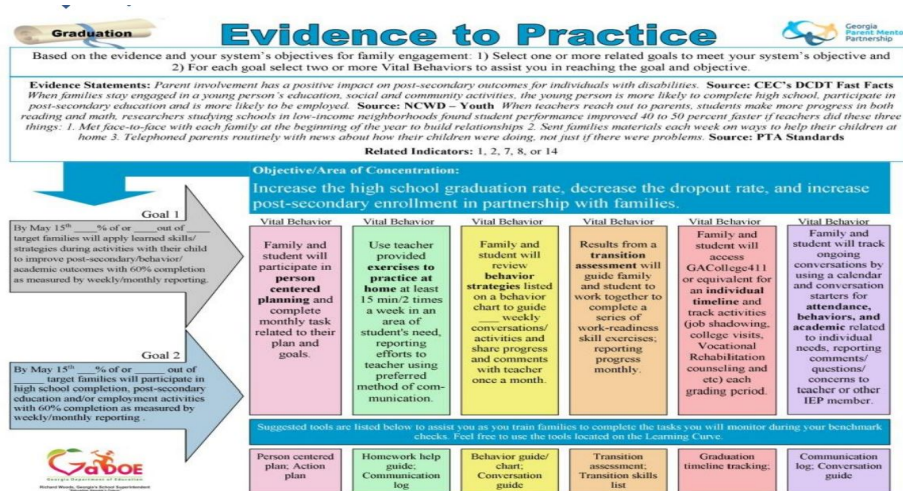 Graduation
Evidence to Practice
Georgia
Parent Mentor
Partnership
Based on the evidence and your system's objectives for family engagement: 1) Select one or more related goals to meet your system's objective and
2) For each goal select two or more Vital Behaviors to assist you in reaching the goal and objective.
Evidence Statements: Parent involvement has a positive impact on post-secondary outcomes for individuals with disabilities. Source: CEC's DCDT Fast Facts
When families stay engaged in a young person's education, social and community activities, the young person is more likely to complete high school, participate in
post-secondary education and is more likely to be employed. Source: NCWD – Youth When teachers reach out to parents, students make more progress in both
reading and math, researchers studying schools in low-income neighborhoods found student performance improved 40 to 50 percent faster if teachers did these three
things: 1. Met face-to-face with each family at the beginning of the year to build relationships 2. Sent families materials each week on ways to help their children at
home 3. Telephoned parents routinely with news about how their children were doing, not just if there were problems. Source: PTA Standards
Related Indicators: 1, 2, 7, 8, or 14
Objective/Area of Concentration:
Increase the high school graduation rate, decrease the dropout rate, and increase
post-secondary enrollment in partnership with families.
Goal 1
By May 15th ____% of or ____out of ____
target families will apply learned skills/
strategies during activities with their child
to improve post-secondary/behavior/
academic outcomes with 60% completion
as measured by weekly/monthly reporting.
Goal 2
By May 15th ____% of or _____ out of
_____ target families will participate in
high school completion, post-secondary
education and/or employment activities
with 60% completion as measured by
weekly/monthly reporting .
Vital Behavior
Family and
student will
participate in
person
centered
planning and
complete
monthly task
related to their
plan and
goals.
Vital Behavior
Use teacher
provided
exercises to
practice at
home at least
15 min/2 times
a week in an
area of
student's need,
reporting
efforts to
teacher using
preferred
method of com-
munication.
Vital Behavior
Family and
student will
review
behavior
strategies listed
on a behavior
chart to guide
____ weekly
conversations/
activities and
share progress
and comments
with teacher
once a month.
Vital Behavior
Results from a
transition
assessment will
guide family
and student to
work together to
complete a
series of
work-readiness
skill exercises;
reporting
progress
monthly.
Vital Behavior
Family and
student will
access
GACollege411
or equivalent for
an individual
timeline and
track activities
(job shadowing,
college visits,
Vocational
Rehabilitation
counseling and
etc) each
grading period.
Vital Behavior
Family and
student will track
ongoing
conversations by
using a calendar
and conversation
starters for
attendance,
behaviors, and
academic related
to individual
needs, reporting
comments/
questions/
concerns to
teacher or other
IEP member.
Suggested tools are listed below to assist you as you train families to complete the tasks you will monitor during your benchmark
checks. Feel free to use the tools located on the Learning Curve.
Person centered
plan; Action
plan
Homework help
guide;
Communication
log
Behavior guide/
chart;
Conversation
guide
Transition
assessment;
Transition skills
list
Graduation
timeline tracking;
Communication
log; Conversation
guide
GaDOE
Georgia Department of Education
Richard Woods, Georgia's School Superintendent